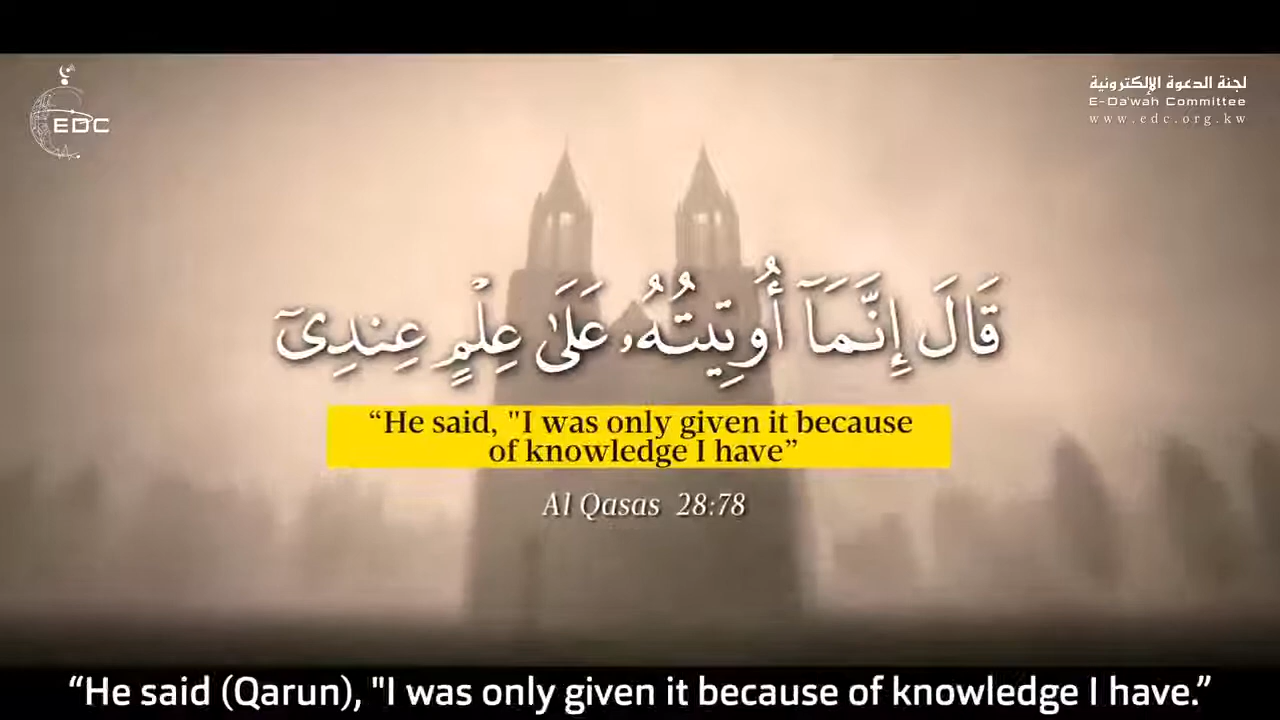 EDC
لجنة الدعوة الإلكترونية
E-Da'wah Committee
www.edc.org.kw
قَالَ إِنَّمَآ أُوتِيتُهُۥ عَلَىٰ عِلْمٍ عِندِىٓ
“He said, "I was only given it because
of knowledge I have”
Al Qasas 28:78
“He said (Qarun), "I was only given it because of knowledge I have.”